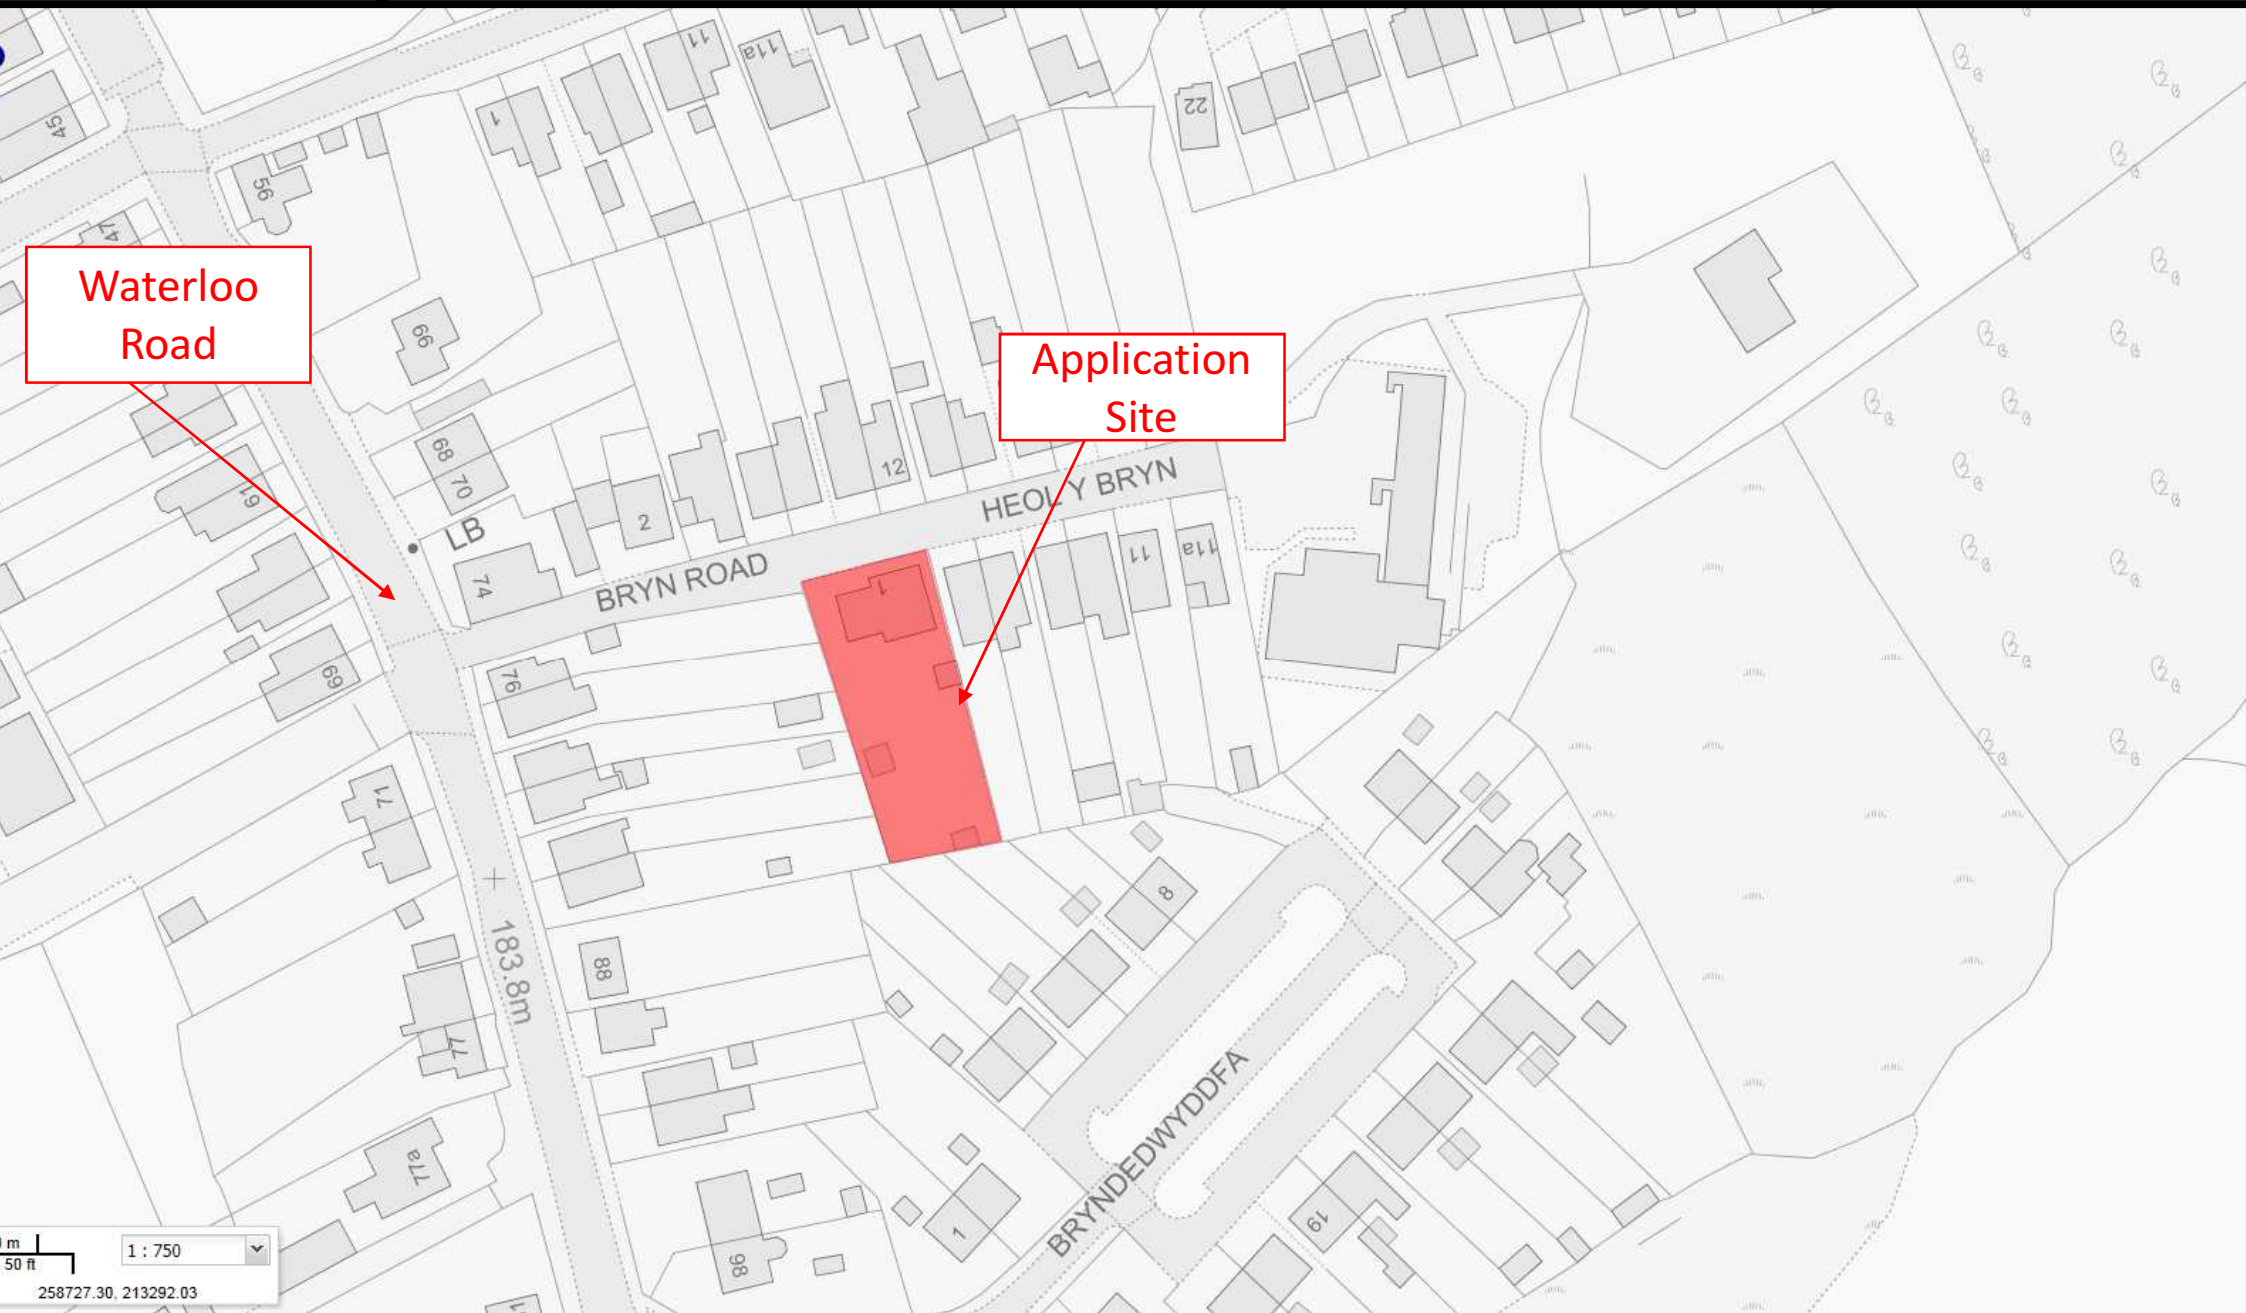 45
11
11a
1
22
56
47
Waterloo
Road
66
Application
Site
68
70
61
LB
2
12
HEOL Y BRYN
74
BRYN ROAD
1
11
11a
69
76
71
8
183.8m
88
77
BRYNDEDWYDDFA
77a
1
19
98
m
50 ft
1 : 750
258727.30, 213292.03